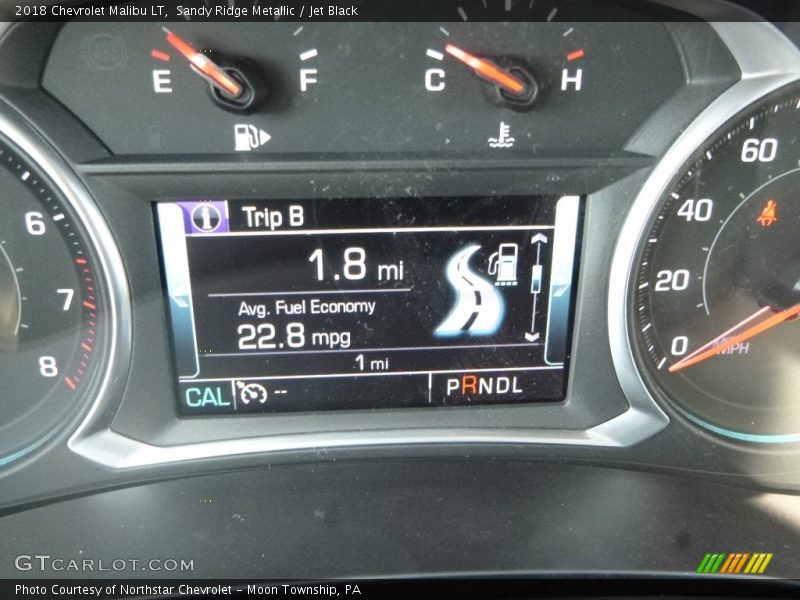 2018 Chevrolet Malibu LT, Sandy Ridge Metallic / Jet Black
E F C H
Trip B
1.8 mi
Avg. Fuel Economy
22.8 mpg
1 mi
CAL -- PRNDL
6
7
8
60
40
20
0
MPH
GTCARLOT.COM
Photo Courtesy of Northstar Chevrolet – Moon Township, PA